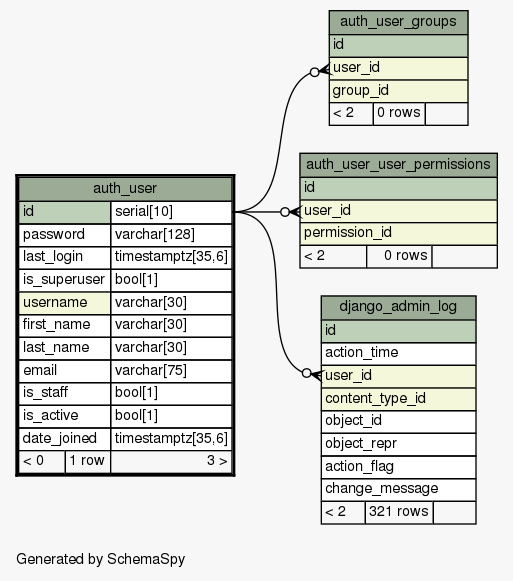 auth_user_groups
id
user_id
group_id
< 2 0 rows
auth_user_user_permissions
id
user_id
permission_id
< 2 0 rows
auth_user
id serial[10]
password varchar[128]
last_login timestamptz[35,6]
is_superuser bool[1]
username varchar[30]
first_name varchar[30]
last_name varchar[30]
email varchar[75]
is_staff bool[1]
is_active bool[1]
date_joined timestamptz[35,6]
< 0 1 row 3 >
django_admin_log
id
action_time
user_id
content_type_id
object_id
object_repr
action_flag
change_message
< 2 321 rows
Generated by SchemaSpy